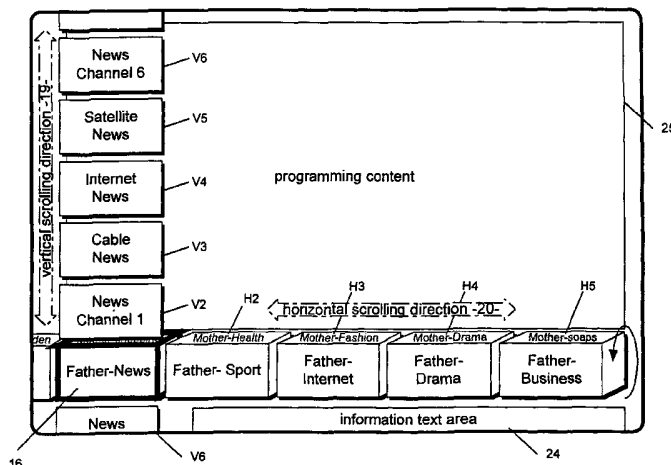 News
Channel 6
V6
vertical scrolling direction -19-
Satellite
News
V5
25
Internet
News
V4
programming content
Cable
News
V3
News
Channel 1
V2
H2
H3
H4
H5
horizontal scrolling direction -20-
den
Mother-Health
Mother-Fashion
Mother-Drama
Mother-soaps
Father-News
Father- Sport
Father-
Internet
Father-
Drama
Father-
Business
News
information text area
16
V6
24